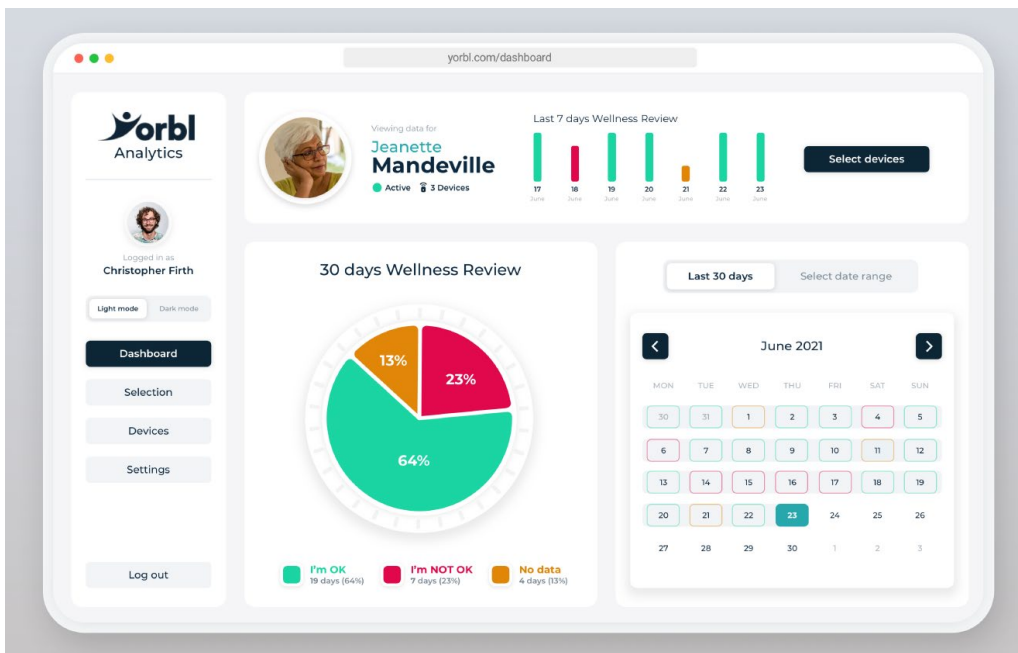 yorbl.com/dashboard
Yorbl
Analytics
Logged in as
Christopher Firth
Light mode Dark mode
Dashboard
Selection
Devices
Settings
Log out
Viewing data for
Jeanette
Mandeville
Active 3 Devices
Last 7 days Wellness Review
17 18 19 20 21 22 23
June June June June June June June
Select devices
30 days Wellness Review
13%
23%
64%
I'm OK
19 days (64%)
I'm NOT OK
7 days (23%)
No data
4 days (13%)
Last 30 days Select date range
June 2021
MON TUE WED THU FRI SAT SUN
30 31 1 2 3 4 5
6 7 8 9 10 11 12
13 14 15 16 17 18 19
20 21 22 23 24 25 26
27 28 29 30 1 2 3